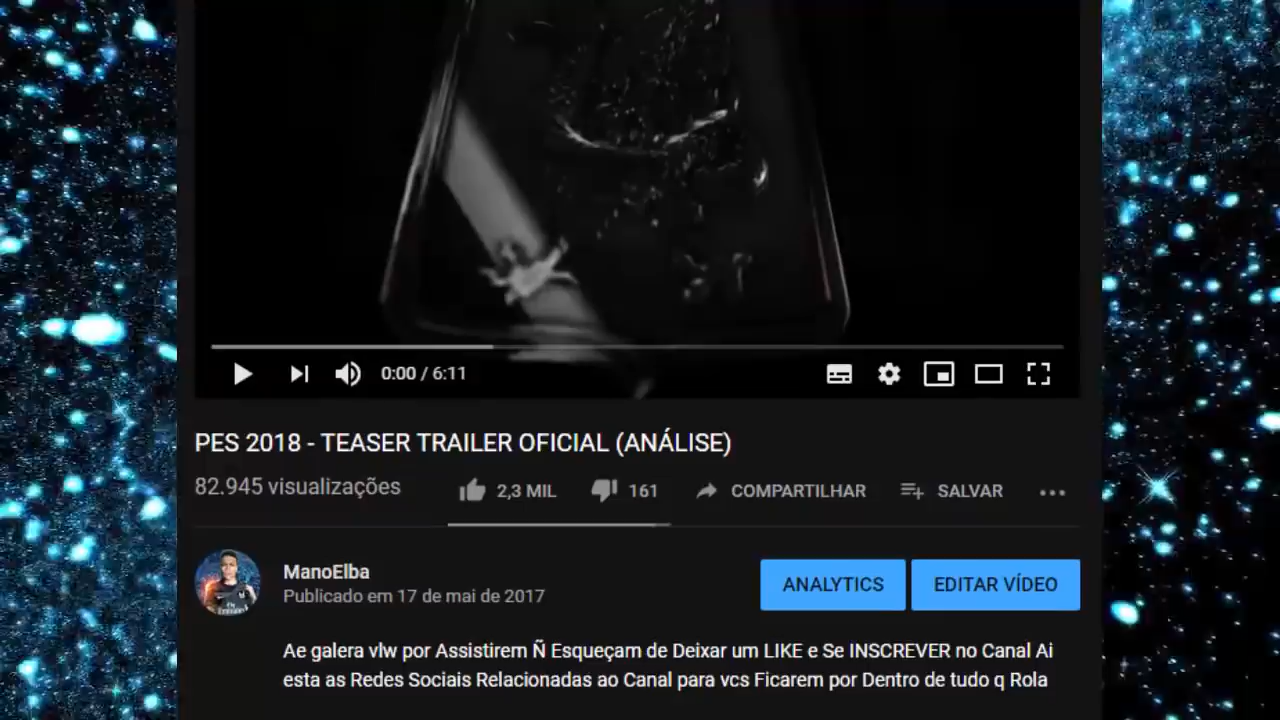 0:00 / 6:11
PES 2018 - TEASER TRAILER OFICIAL (ANÁLISE)
82.945 visualizações 2,3 MIL 161 COMPARTILHAR SALVAR
ManoElba
Publicado em 17 de mai de 2017
ANALYTICS EDITAR VÍDEO
Ae galera vlw por Assistirem Ñ Esqueçam de Deixar um LIKE e Se INSCREVER no Canal Ai
esta as Redes Sociais Relacionadas ao Canal para vcs Ficarem por Dentro de tudo q Rola